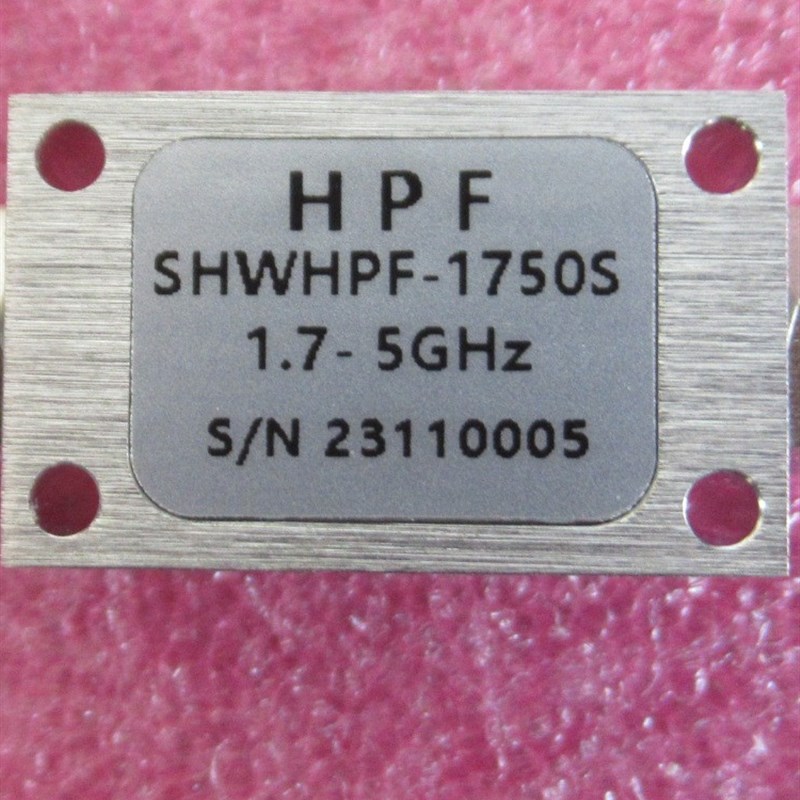 H P F
SHWHPF-1750S
1.7- 5GHz
S/N 23110005